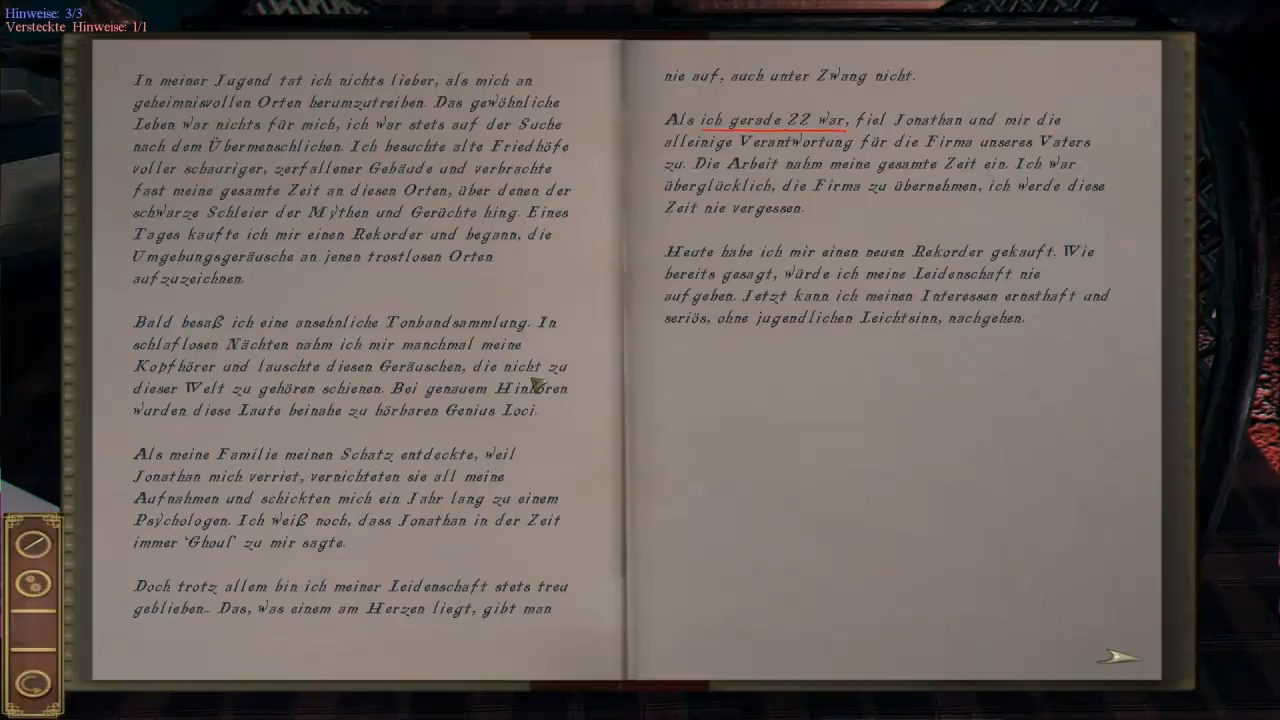 Hinweise: 3/3
Versteckte Hinweise: 1/1
In meiner Jugend tat ich nichts lieber, als mich an
geheimnisvollen Orten herumzutreiben. Das gewöhnliche
Leben war nichts für mich, ich war stets auf der Suche
nach dem Übermenschlichen. Ich besuchte alte Friedhöfe
voller schauriger, zerfallener Gebäude und verbrachte
fast meine gesamte Zeit an diesen Orten, über denen der
schwarze Schleier der Mythen und Gerüchte hing. Eines
Tages kaufte ich mir einen Rekorder und begann, die
Umgebungsgeräusche an jenen trostlosen Orten
aufzuzeichnen.
Bald besaß ich eine ansehnliche Tonbandsammlung. In
schlaflosen Nächten nahm ich mir manchmal meine
Kopfhörer und lauschte diesen Geräuschen, die nicht zu
dieser Welt zu gehören schienen. Bei genauem Hinhören
wurden diese Laute beinahe zu hörbaren Genius Loci.
Als meine Familie meinen Schatz entdeckte, weil
Jonathan mich verriet, vernichteten sie all meine
Aufnahmen und schickten mich ein Jahr lang zu einem
Psychologen. Ich weiß noch, dass Jonathan in der Zeit
immer 'Ghoul' zu mir sagte.
Doch trotz allem bin ich meiner Leidenschaft stets treu
geblieben... Das, was einem am Herzen liegt, gibt man
nie auf, auch unter Zwang nicht.
Als ich gerade 22 war, fiel Jonathan und mir die
alleinige Verantwortung für die Firma unseres Vaters
zu. Die Arbeit nahm meine gesamte Zeit ein. Ich war
überglücklich, die Firma zu übernehmen, ich werde diese
Zeit nie vergessen.
Heute habe ich mir einen neuen Rekorder gekauft. Wie
bereits gesagt, würde ich meine Leidenschaft nie
aufgeben. Jetzt kann ich meinen Interessen ernsthaft und
seriös, ohne jugendlichen Leichtsinn, nachgehen.